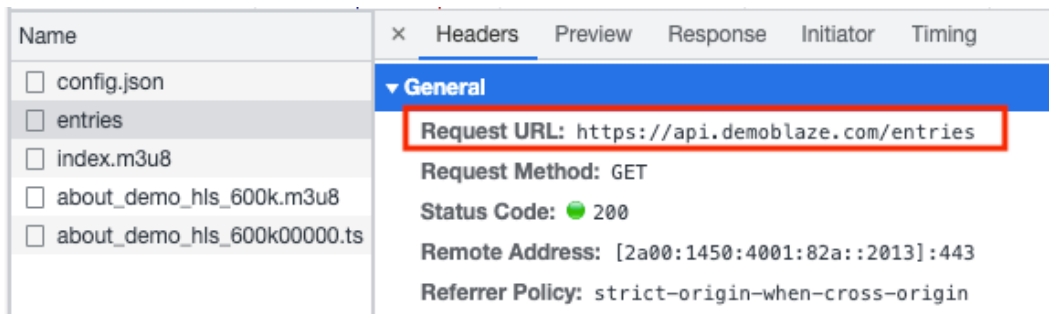 Name
× Headers Preview Response Initiator Timing
config.json
entries
index.m3u8
about_demo_hls_600k.m3u8
about_demo_hls_600k00000.ts
▾ General
Request URL: https://api.demoblaze.com/entries
Request Method: GET
Status Code: 200
Remote Address: [2a00:1450:4001:82a::2013]:443
Referrer Policy: strict-origin-when-cross-origin